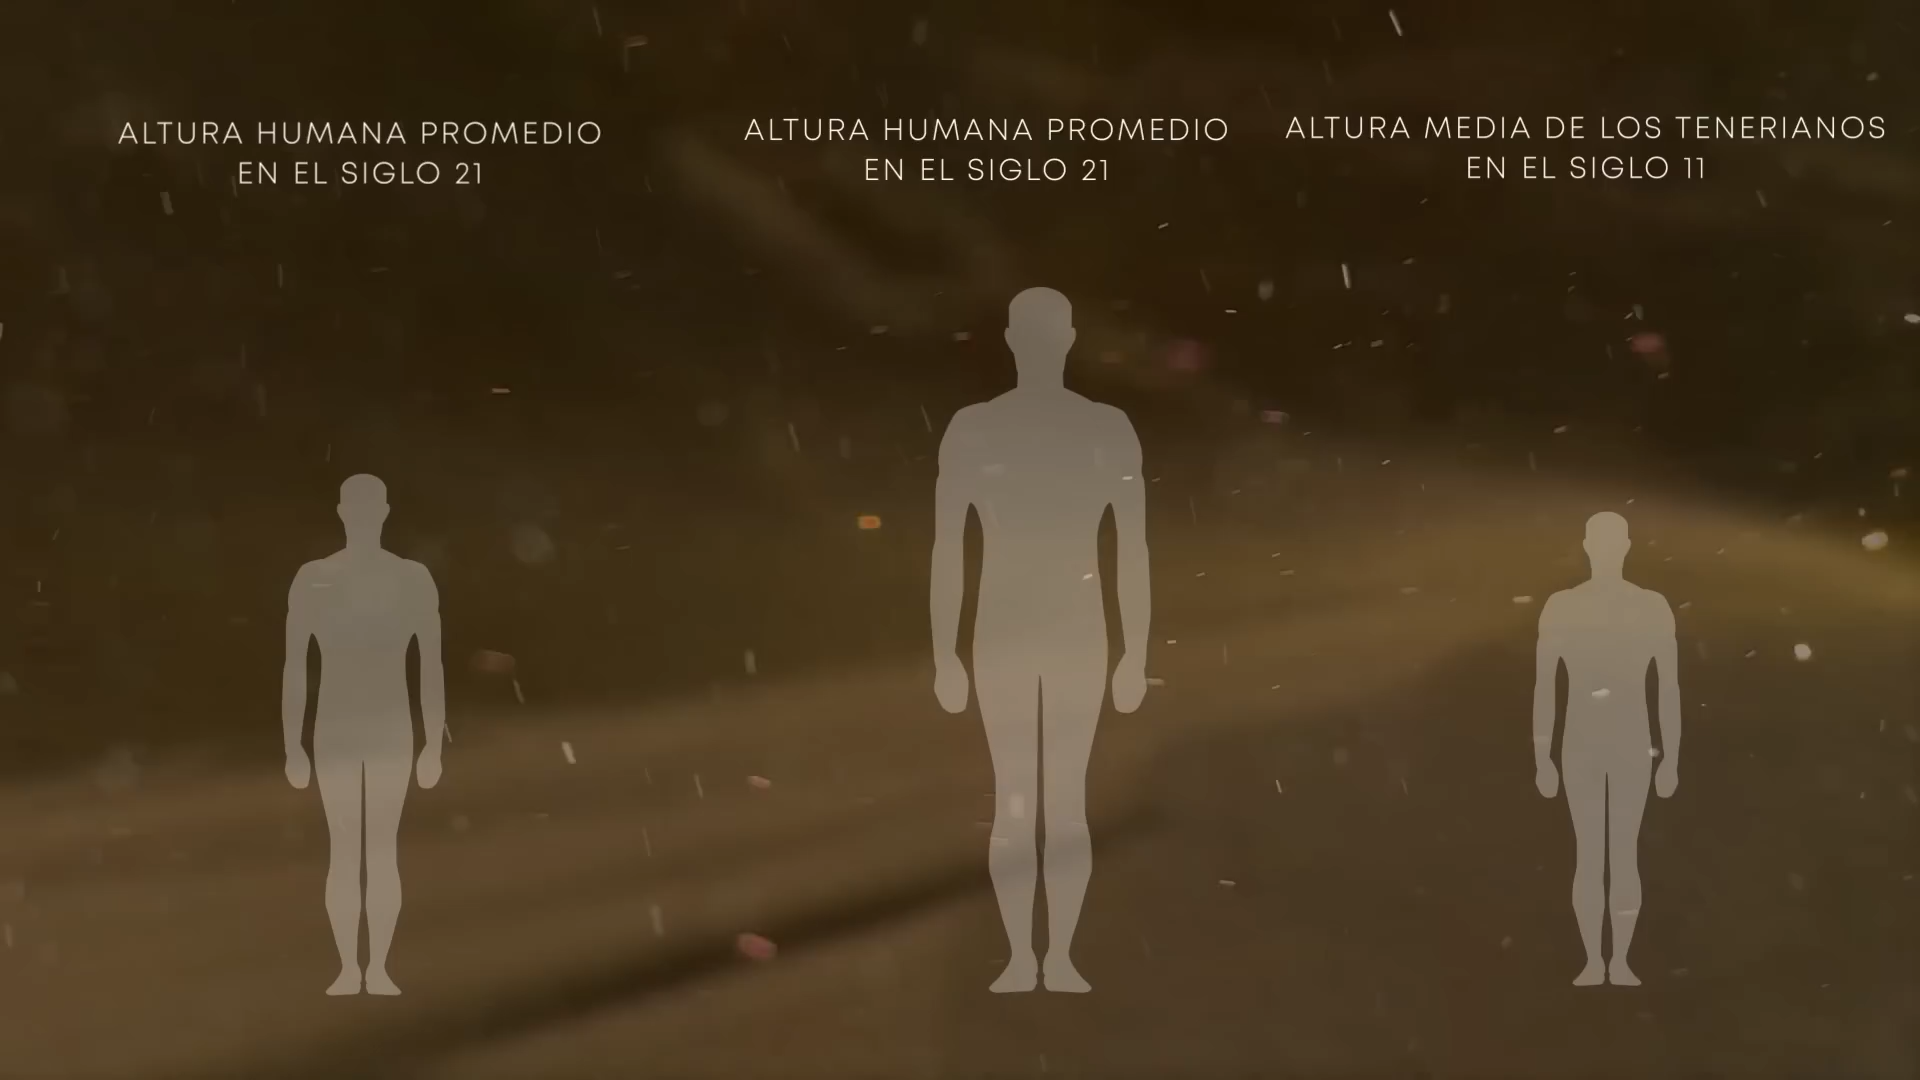 ALTURA HUMANA PROMEDIO
EN EL SIGLO 21
ALTURA HUMANA PROMEDIO
EN EL SIGLO 21
ALTURA MEDIA DE LOS TENERIANOS
EN EL SIGLO 11